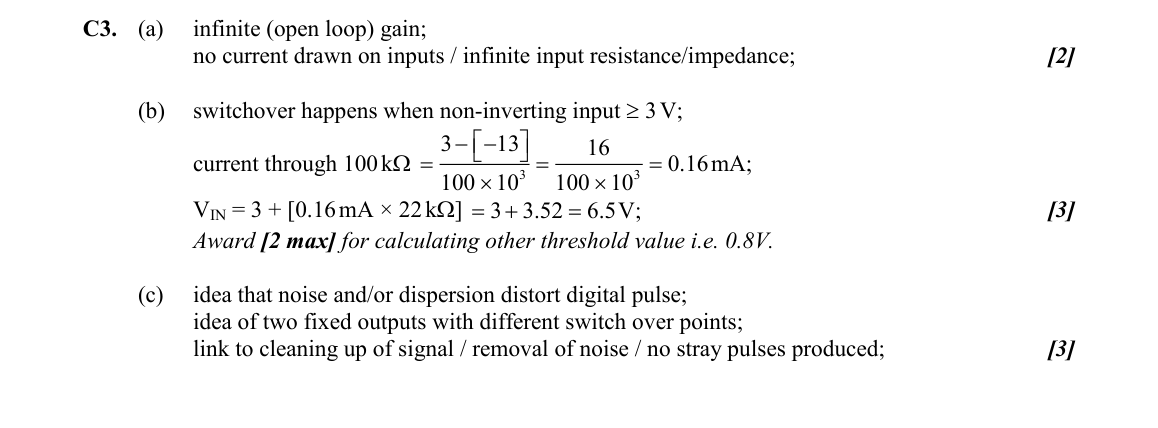 C3. (a) infinite (open loop) gain;
no current drawn on inputs / infinite input resistance/impedance; [2]
(b) switchover happens when non-inverting input ≥ 3 V;
current through 100 kΩ = (3 − [−13]) / (100 × 10³) = 16 / (100 × 10³) = 0.16 mA;
V_IN = 3 + [0.16 mA × 22 kΩ] = 3 + 3.52 = 6.5 V; [3]
Award [2 max] for calculating other threshold value i.e. 0.8V.
(c) idea that noise and/or dispersion distort digital pulse;
idea of two fixed outputs with different switch over points;
link to cleaning up of signal / removal of noise / no stray pulses produced; [3]